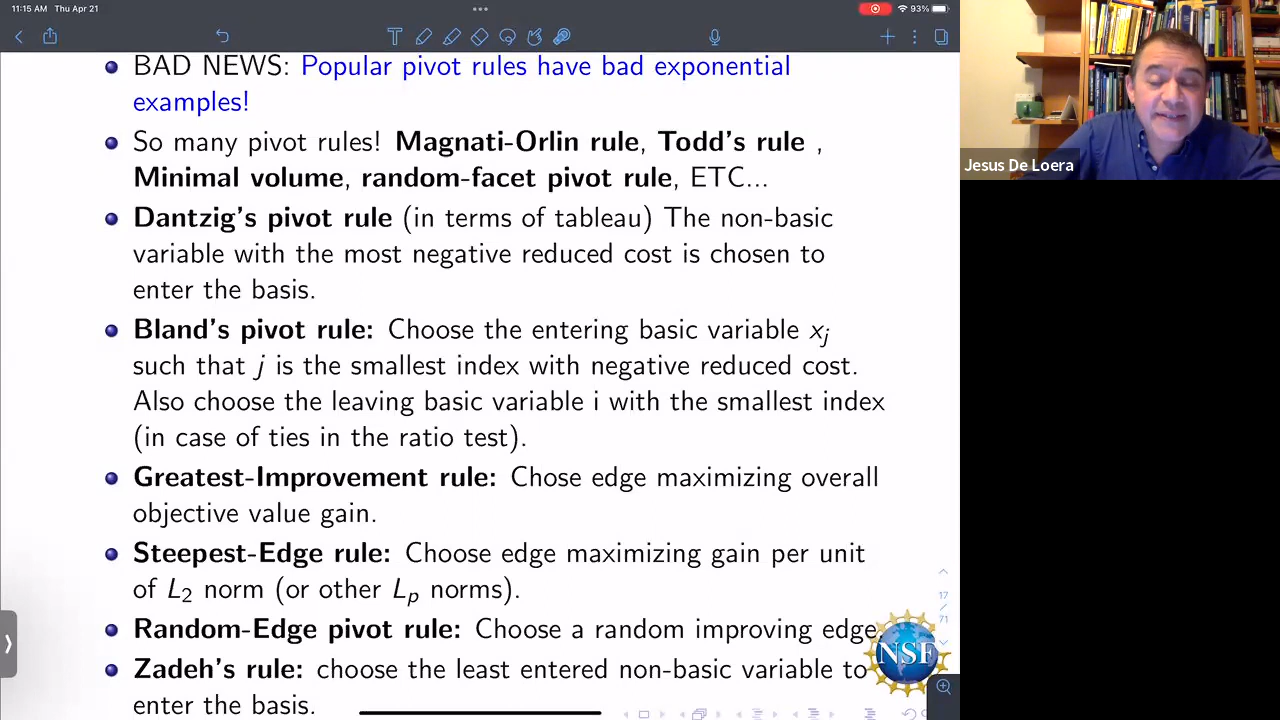 11:15 AM Thu Apr 21
93%
BAD NEWS: Popular pivot rules have bad exponential
examples!
So many pivot rules! Magnati-Orlin rule, Todd's rule ,
Minimal volume, random-facet pivot rule, ETC...
Dantzig's pivot rule (in terms of tableau) The non-basic
variable with the most negative reduced cost is chosen to
enter the basis.
Bland's pivot rule: Choose the entering basic variable xj
such that j is the smallest index with negative reduced cost.
Also choose the leaving basic variable i with the smallest index
(in case of ties in the ratio test).
Greatest-Improvement rule: Chose edge maximizing overall
objective value gain.
Steepest-Edge rule: Choose edge maximizing gain per unit
of L2 norm (or other Lp norms).
Random-Edge pivot rule: Choose a random improving edge.
Zadeh's rule: choose the least entered non-basic variable to
enter the basis.
17
/
71
NSF
Jesus De Loera